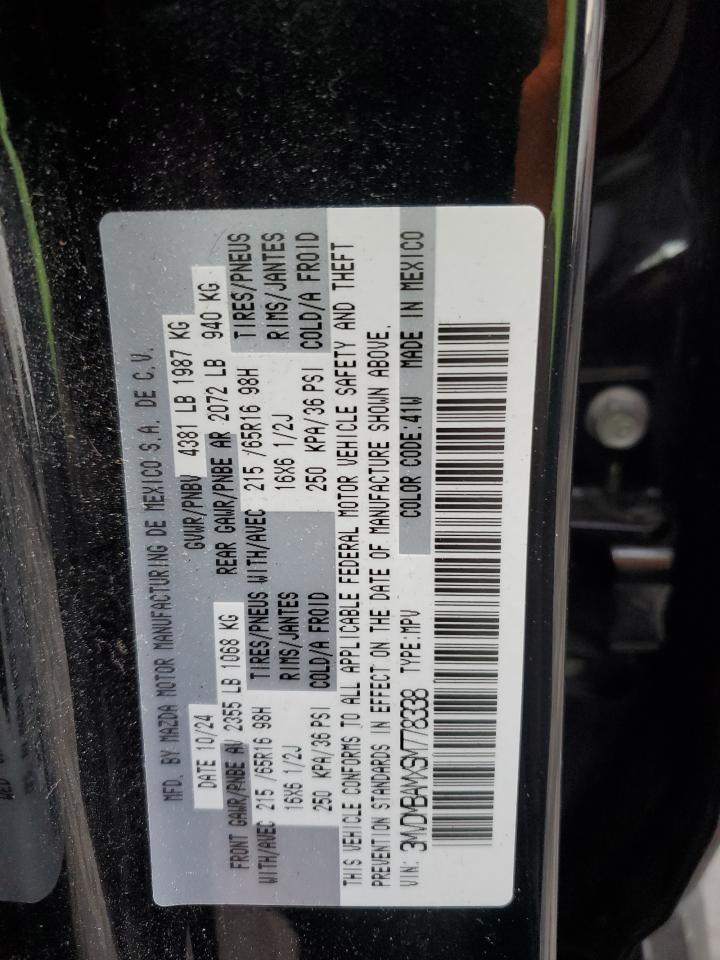 MFD. BY MAZDA MOTOR MANUFACTURING DE MEXICO S.A. DE C.V.
DATE 10/24 GVWR/PNBV 4381 LB 1987 KG
FRONT GAWR/PNBE AV 2355 LB 1068 KG REAR GAWR/PNBE AR 2072 LB 940 KG
WITH/AVEC 215 /65R16 98H TIRES/PNEUS WITH/AVEC 215 /65R16 98H TIRES/PNEUS
16X6 1/2J RIMS/JANTES 16X6 1/2J RIMS/JANTES
250 KPA/36 PSI COLD/A FROID 250 KPA/36 PSI COLD/A FROID
THIS VEHICLE CONFORMS TO ALL APPLICABLE FEDERAL MOTOR VEHICLE SAFETY AND THEFT
PREVENTION STANDARDS IN EFFECT ON THE DATE OF MANUFACTURE SHOWN ABOVE.
VIN: 3MVDMBAMXSM778338 TYPE:MPV COLOR CODE:41W MADE IN MEXICO